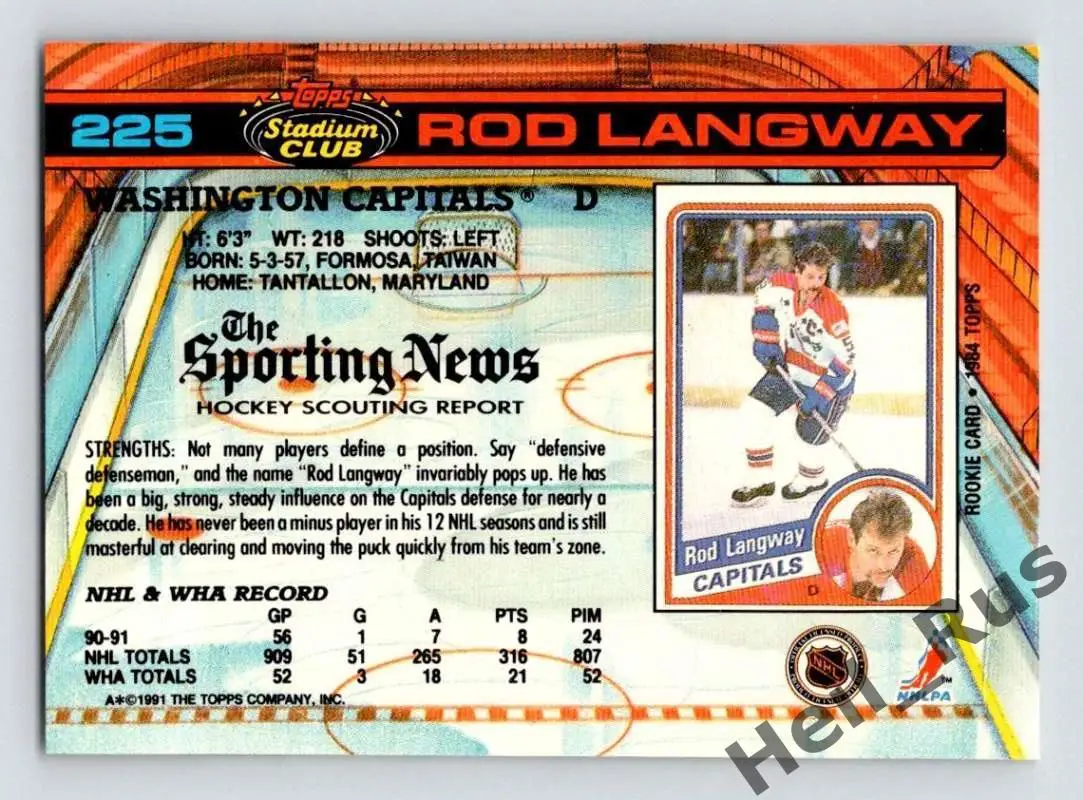 225
Topps
Stadium
CLUB
ROD LANGWAY
WASHINGTON CAPITALS® D
HT: 6'3" WT: 218 SHOOTS: LEFT
BORN: 5-3-57, FORMOSA, TAIWAN
HOME: TANTALLON, MARYLAND
The
Sporting News
HOCKEY SCOUTING REPORT
STRENGTHS: Not many players define a position. Say "defensive
defenseman," and the name "Rod Langway" invariably pops up. He has
been a big, strong, steady influence on the Capitals defense for nearly a
decade. He has never been a minus player in his 12 NHL seasons and is still
masterful at clearing and moving the puck quickly from his team's zone.
NHL & WHA RECORD
GP G A PTS PIM
90-91 56 1 7 8 24
NHL TOTALS 909 51 265 316 807
WHA TOTALS 52 3 18 21 52
A*©1991 THE TOPPS COMPANY, INC.
Rod Langway
CAPITALS
D
ROOKIE CARD • 1984 TOPPS
NHL
NHLPA
TM
Hell_Rus